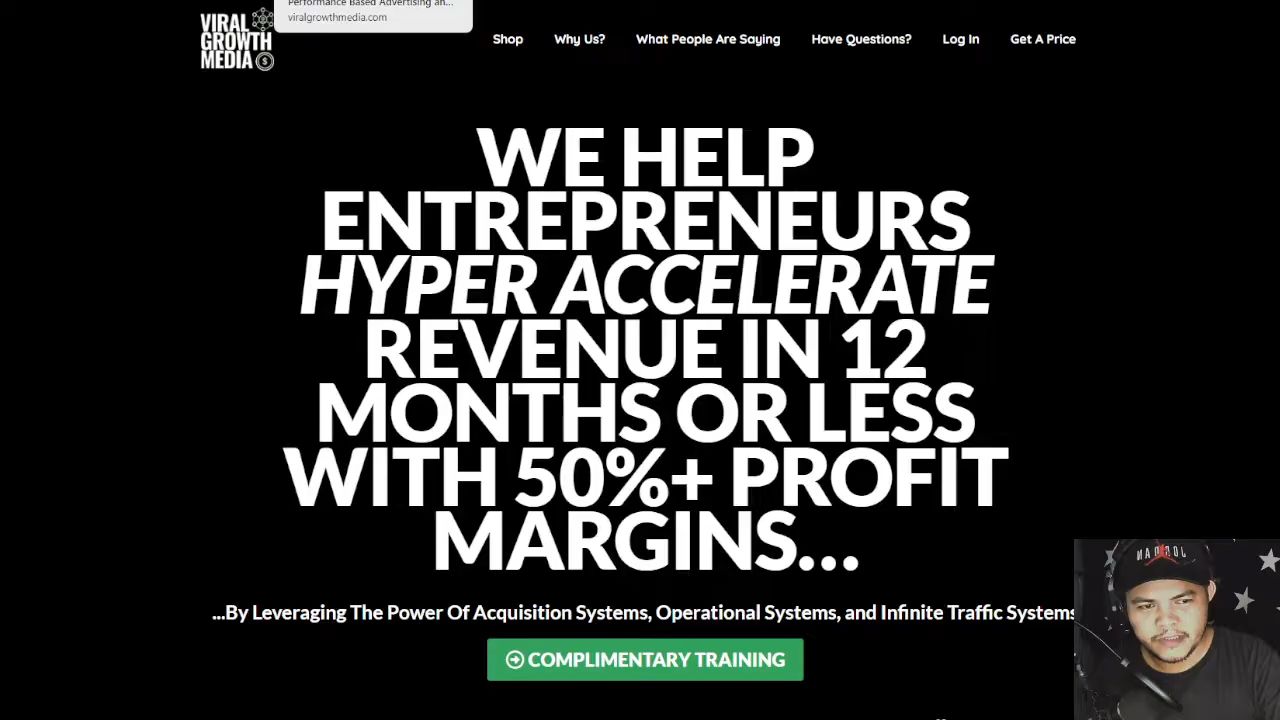 Performance Based Advertising an...
viralgrowthmedia.com
VIRAL
GROWTH
MEDIA
Shop Why Us? What People Are Saying Have Questions? Log In Get A Price
WE HELP
ENTREPRENEURS
HYPER ACCELERATE
REVENUE IN 12
MONTHS OR LESS
WITH 50%+ PROFIT
MARGINS...
...By Leveraging The Power Of Acquisition Systems, Operational Systems, and Infinite Traffic Systems
COMPLIMENTARY TRAINING